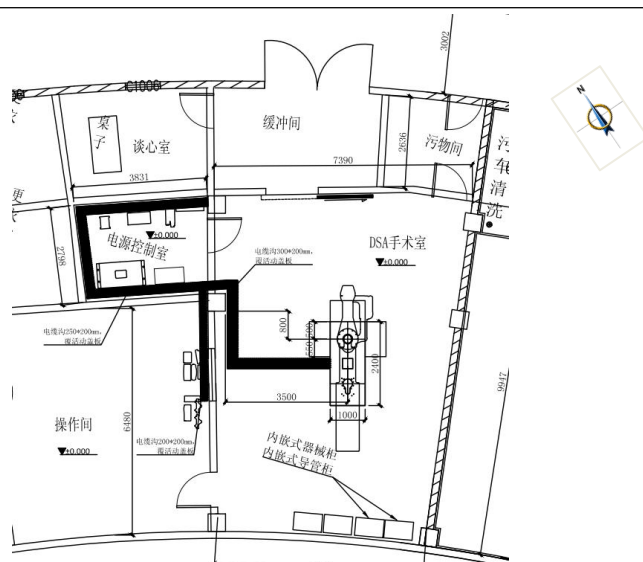 3002
N
C1006
桌
子
谈心室
3831
缓冲间
7390
2636
污物间
污
车
清
洗
更
2798
电源控制室
±0.000
电缆沟300*200mm,
覆活动盖板
DSA手术室
±0.000
电缆沟250*200mm,
覆活动盖板
800
500
550
2400
3500
1000
9947
操作间
±0.000
6480
电缆沟200*200mm,
覆活动盖板
内嵌式器械柜
内嵌式导管柜